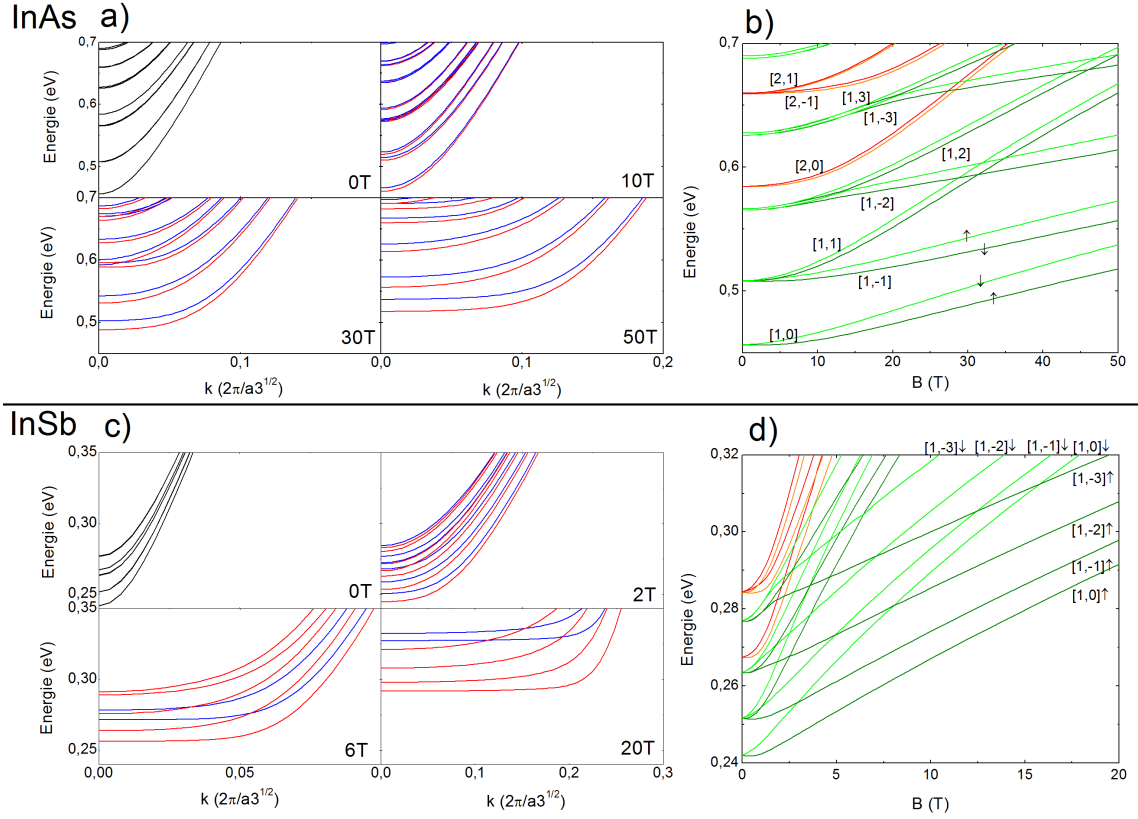 InAs a)
Energie (eV)
0,7
0,6
0,5
0,7
0,6
0,5
0T
10T
30T
50T
0,0
0,1
0,0
0,1
0,2
k (2π/a3^1/2)
k (2π/a3^1/2)
Energie (eV)
b)
Energie (eV)
0,7
0,6
0,5
[2,1]
[2,-1]
[1,3]
[1,-3]
[2,0]
[1,2]
[1,-2]
[1,1]
[1,-1]
[1,0]
↑
↓
↓
↑
0
10
20
30
40
50
B (T)
InSb c)
Energie (eV)
0,35
0,30
0,25
0,35
0,30
0,24
0T
2T
6T
20T
0,00
0,05
0,0
0,1
0,2
0,3
k (2π/a3^1/2)
k (2π/a3^1/2)
Energie (eV)
d)
Energie (eV)
0,32
0,30
0,28
0,26
0,24
[1,-3]↓ [1,-2]↓ [1,-1]↓ [1,0]↓
[1,-3]↑
[1,-2]↑
[1,-1]↑
[1,0]↑
0
5
10
15
20
B (T)